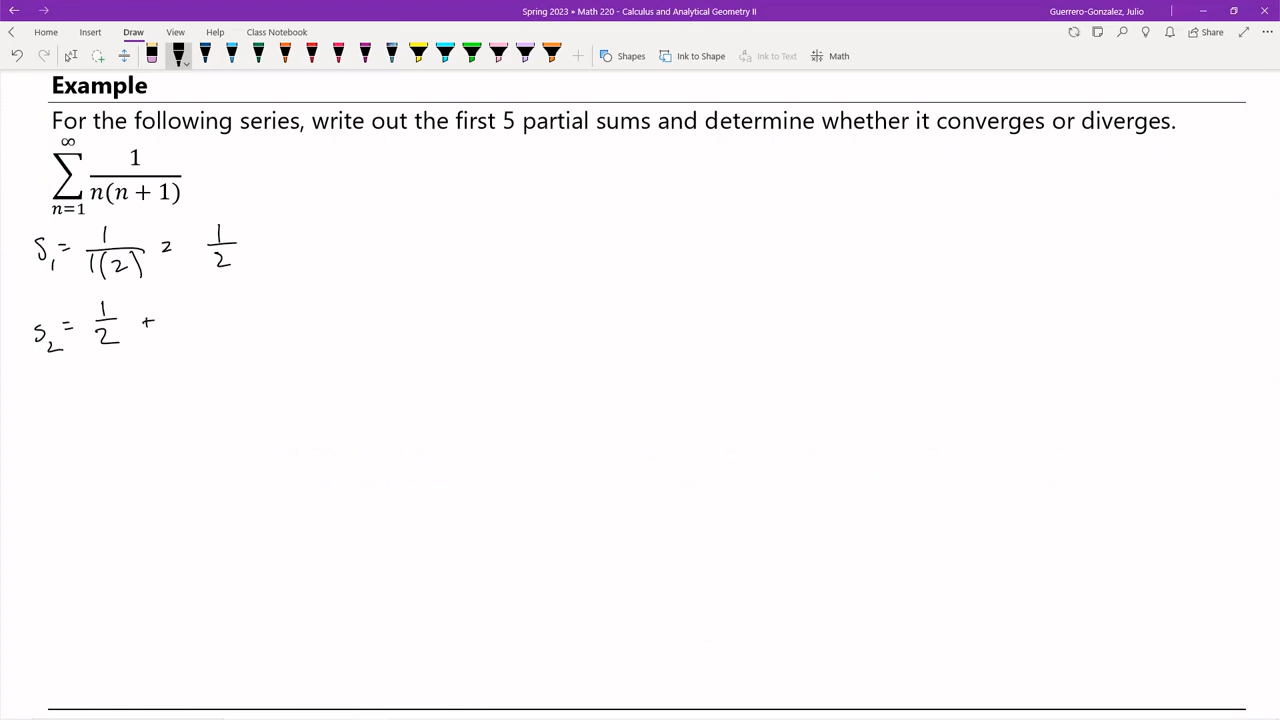 Spring 2023 » Math 220 - Calculus and Analytical Geometry II
Guerrero-Gonzalez, Julio
Home Insert Draw View Help Class Notebook
Share
Shapes Ink to Shape Ink to Text Math
Example
For the following series, write out the first 5 partial sums and determine whether it converges or diverges.
∞
∑ 1/(n(n + 1))
n=1
S₁ = 1/(1(2)) = 1/2
S₂ = 1/2 +